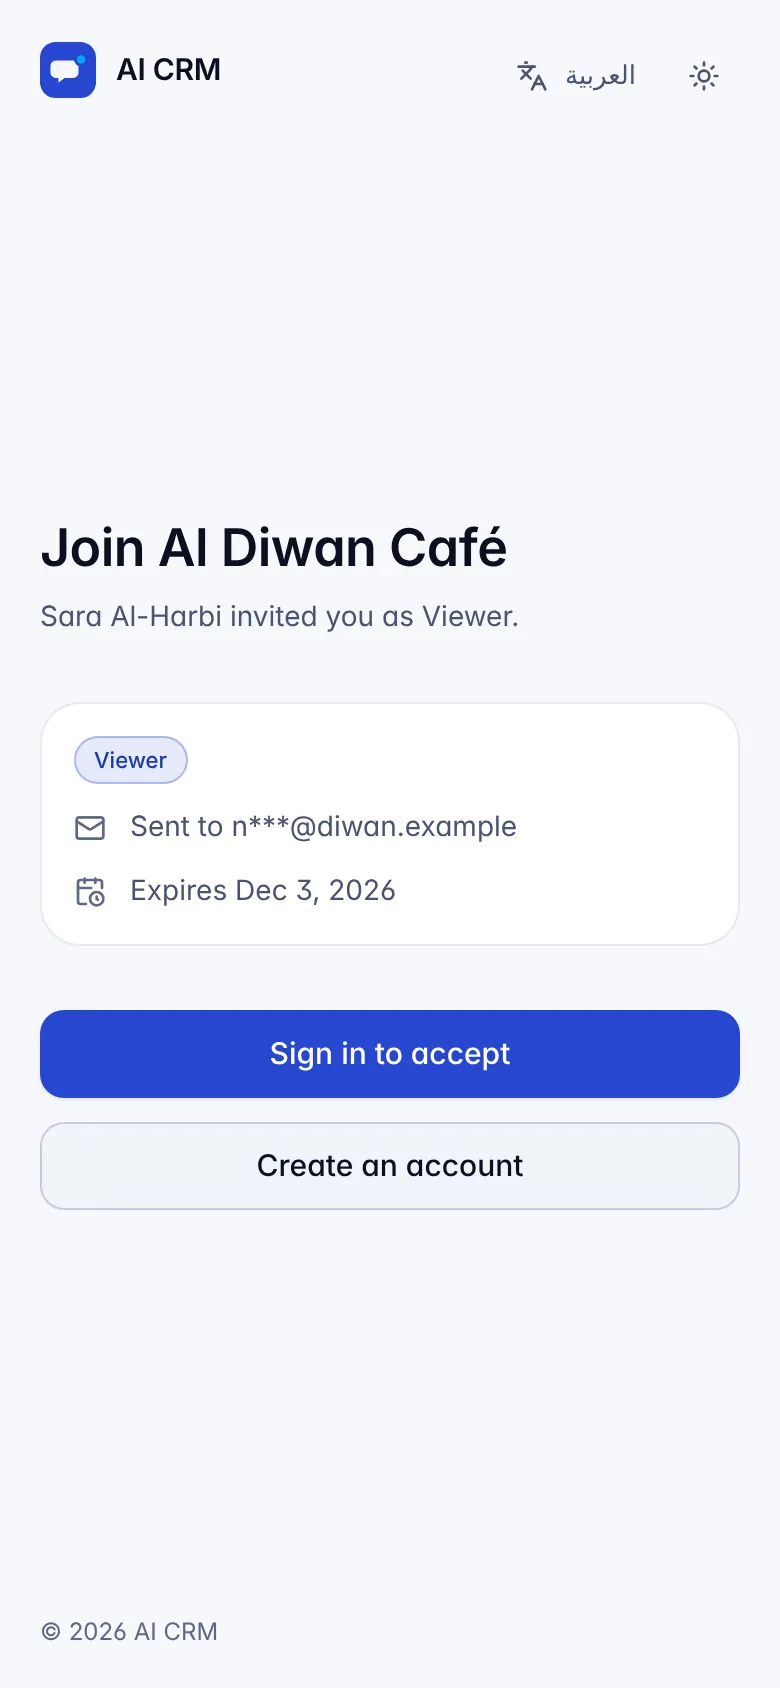 AI CRM
العربية
Join Al Diwan Café
Sara Al-Harbi invited you as Viewer.
Viewer
Sent to n***@diwan.example
Expires Dec 3, 2026
Sign in to accept
Create an account
© 2026 AI CRM